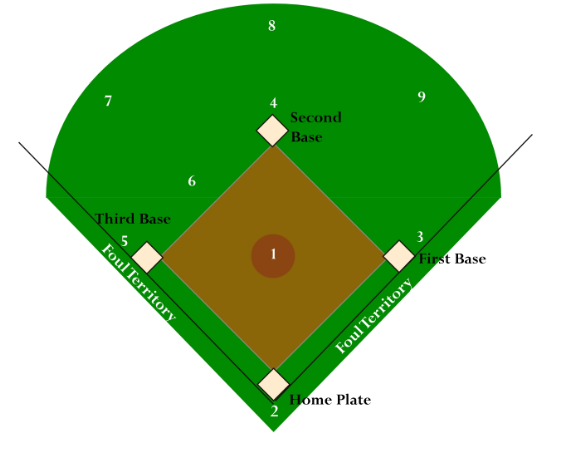 8
7
9
4
Second
Base
6
Third Base
5
3
1
First Base
Foul Territory
Foul Territory
Home Plate
2